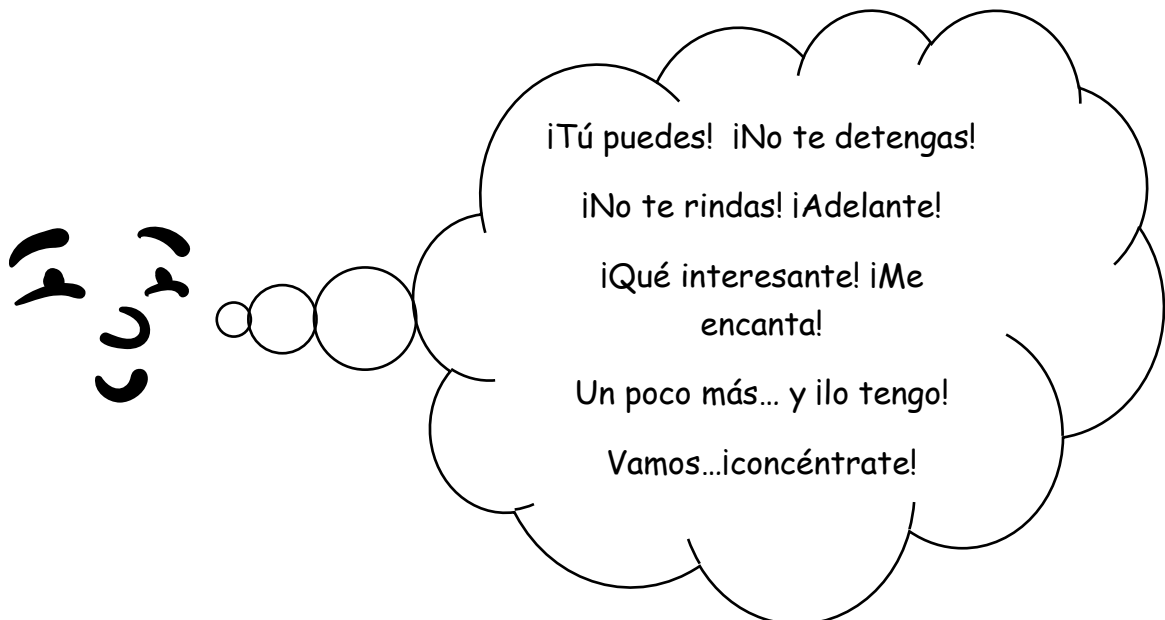 ¡Tú puedes!  ¡No te detengas!
¡No te rindas! ¡Adelante!
¡Qué interesante! ¡Me
encanta!
Un poco más… y ¡lo tengo!
Vamos…¡concéntrate!